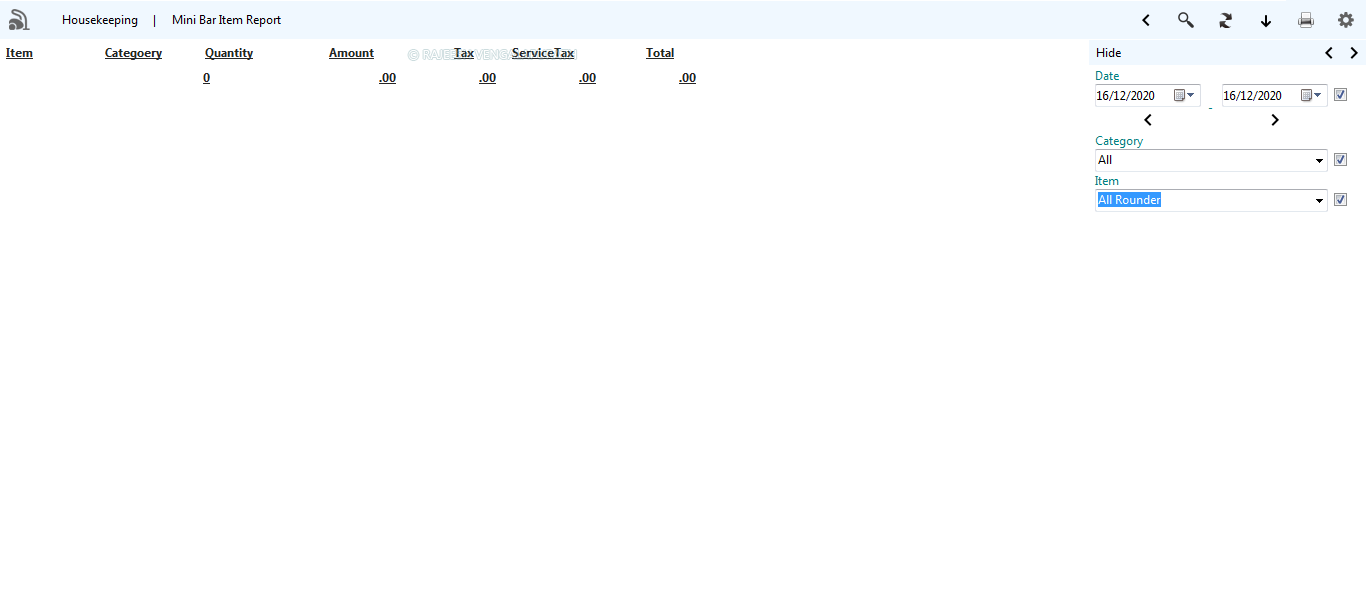 Housekeeping | Mini Bar Item Report
Item Categoery Quantity Amount Tax ServiceTax Total
0 .00 .00 .00 .00
Hide
Date
16/12/2020 - 16/12/2020
Category
All
Item
All Rounder